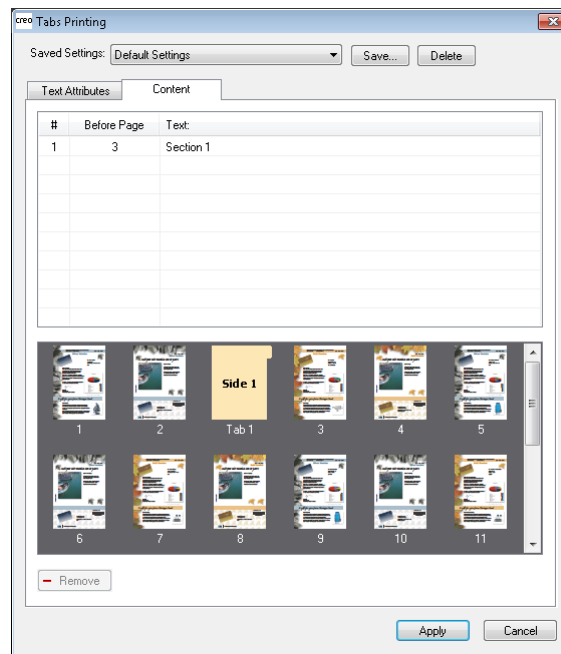 creo Tabs Printing
Saved Settings: Default Settings Save... Delete
Text Attributes Content
# Before Page Text:
1 3 Section 1
Side 1
1 2 Tab 1 3 4 5
6 7 8 9 10 11
Remove
Apply Cancel